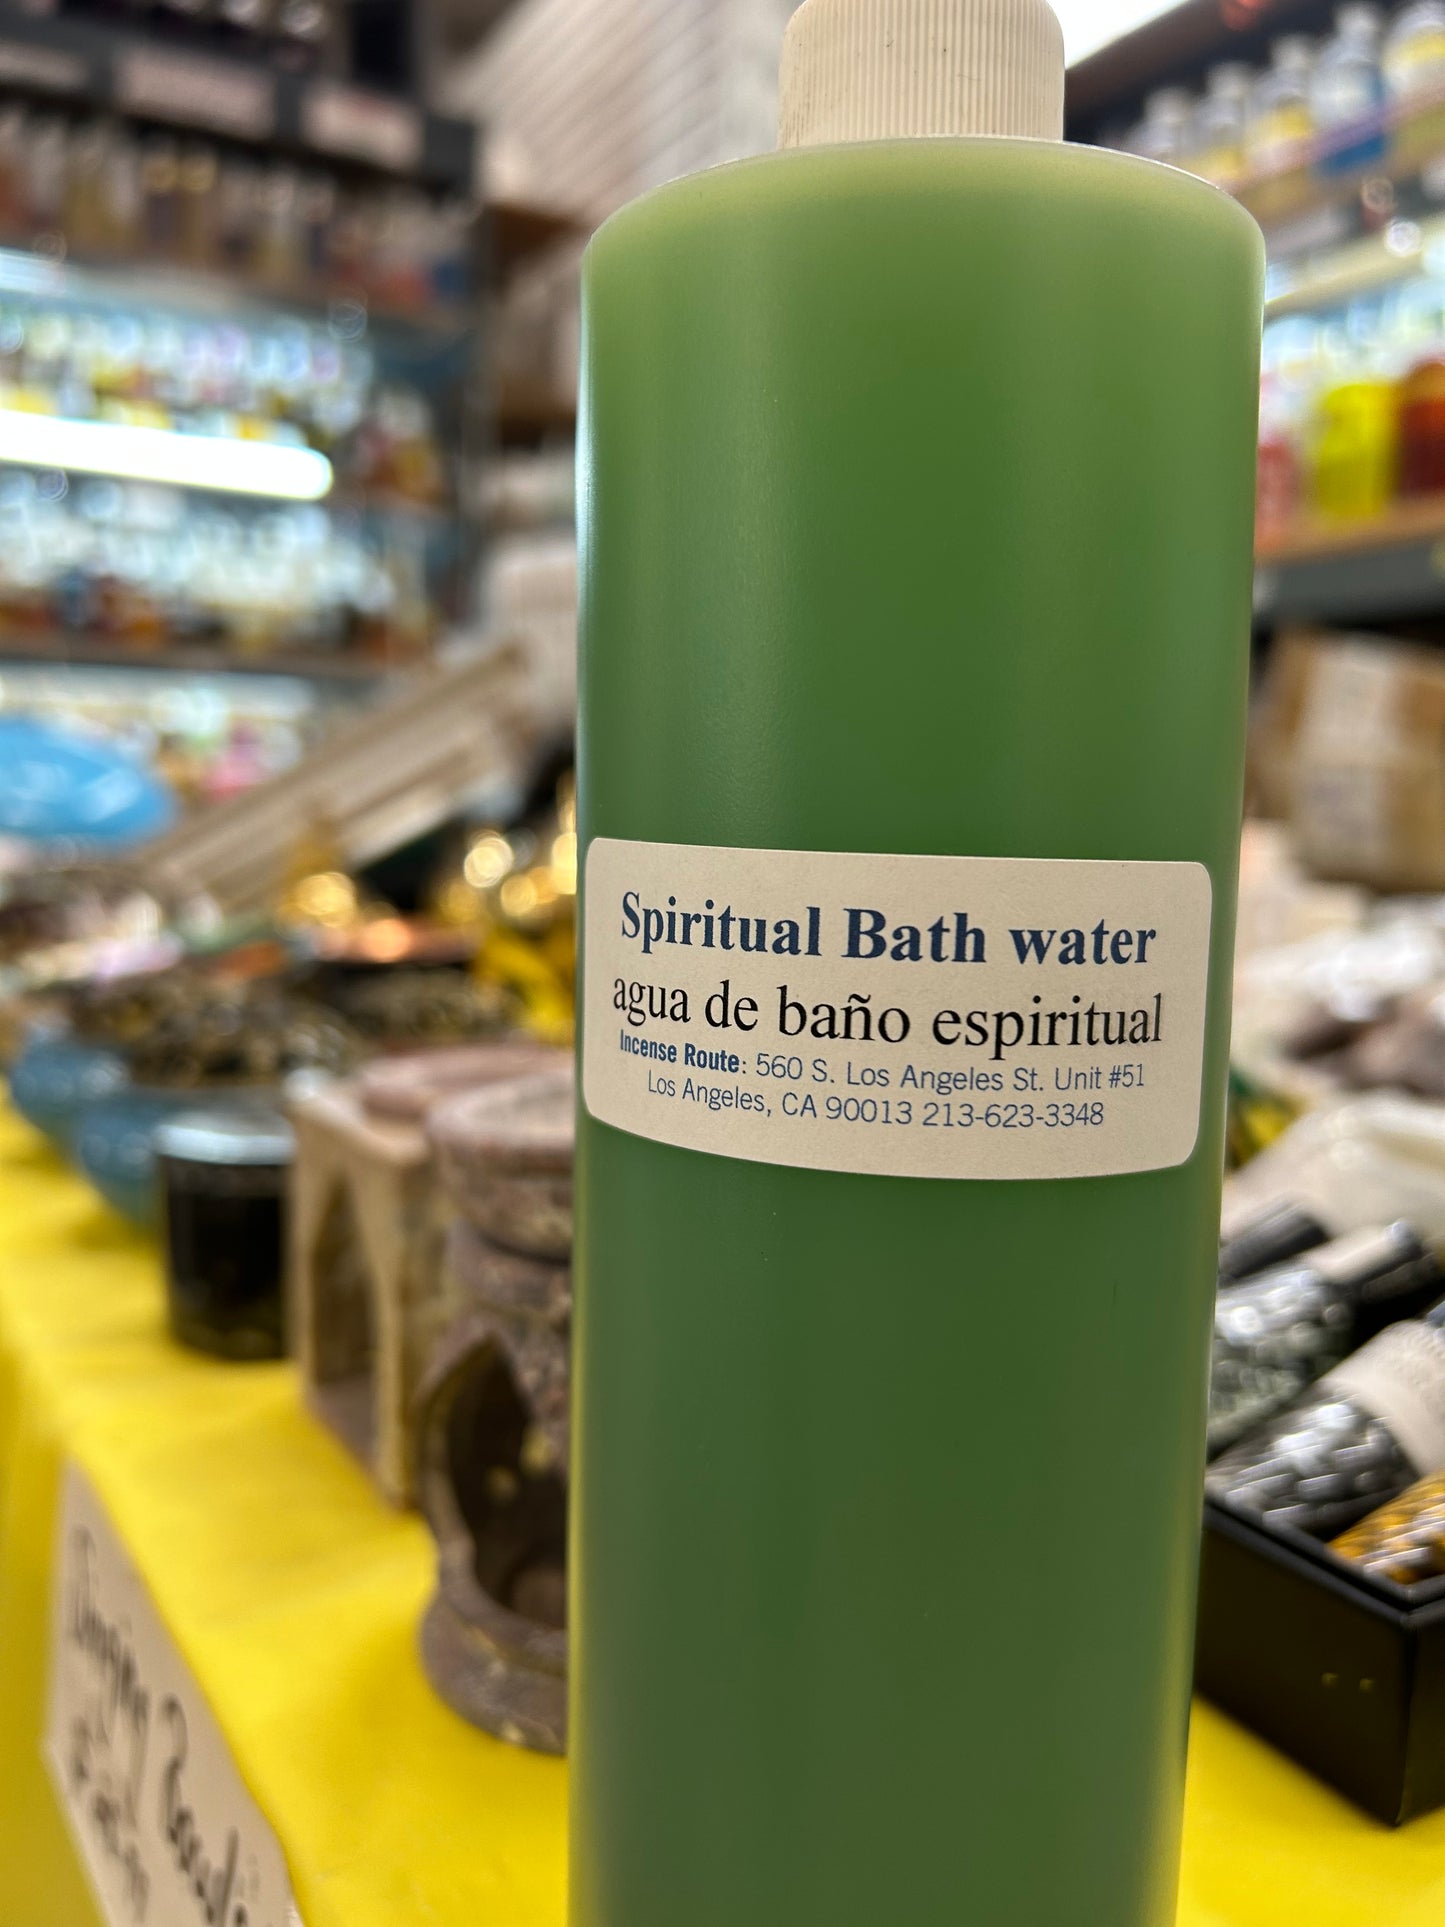 Spiritual Bath water
agua de baño espiritual
Incense Route: 560 S. Los Angeles St. Unit #51
Los Angeles, CA 90013 213-623-3348